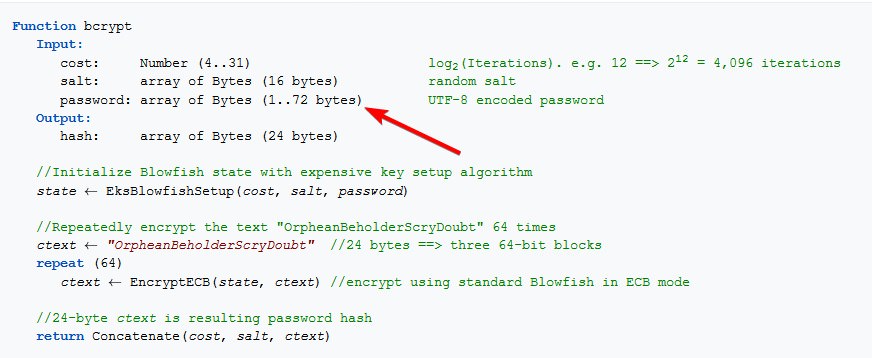 Function bcrypt
Input:
cost: Number (4..31) log₂(Iterations). e.g. 12 ==> 2¹² = 4,096 iterations
salt: array of Bytes (16 bytes) random salt
password: array of Bytes (1..72 bytes) UTF-8 encoded password
Output:
hash: array of Bytes (24 bytes)
//Initialize Blowfish state with expensive key setup algorithm
state ← EksBlowfishSetup(cost, salt, password)
//Repeatedly encrypt the text "OrpheanBeholderScryDoubt" 64 times
ctext ← "OrpheanBeholderScryDoubt" //24 bytes ==> three 64-bit blocks
repeat (64)
ctext ← EncryptECB(state, ctext) //encrypt using standard Blowfish in ECB mode
//24-byte ctext is resulting password hash
return Concatenate(cost, salt, ctext)